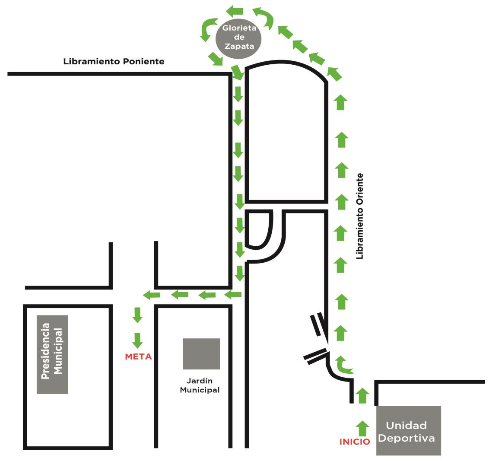 Glorieta
de
Zapata
Libramiento Poniente
Libramiento Oriente
Presidencia
Municipal
META
Jardín
Municipal
INICIO
Unidad
Deportiva